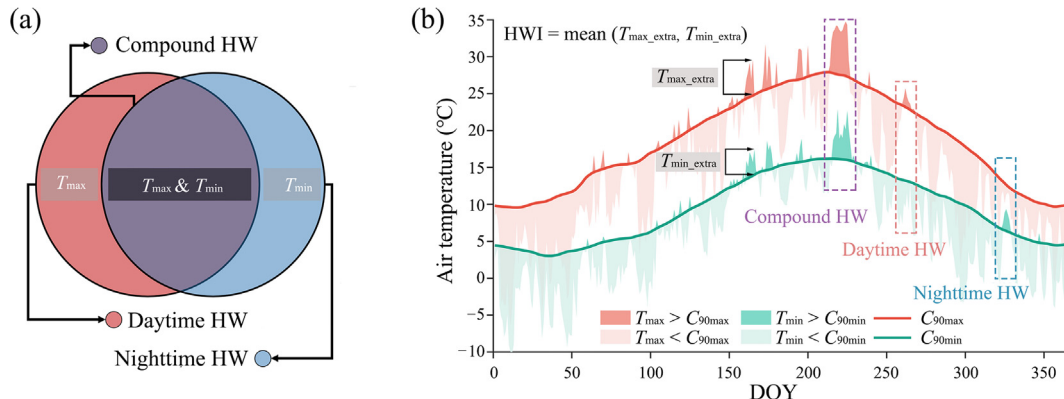 (a)
Compound HW
Tmax
Tmax & Tmin
Tmin
Daytime HW
Nighttime HW
(b)
HWI = mean (Tmax_extra, Tmin_extra)
Tmax_extra
Tmin_extra
Compound HW
Daytime HW
Nighttime HW
Tmax > C90max
Tmin > C90min
C90max
Tmax < C90max
Tmin < C90min
C90min
Air temperature (°C)
35
30
25
20
15
10
5
0
−5
−10
0
50
100
150
200
250
300
350
DOY